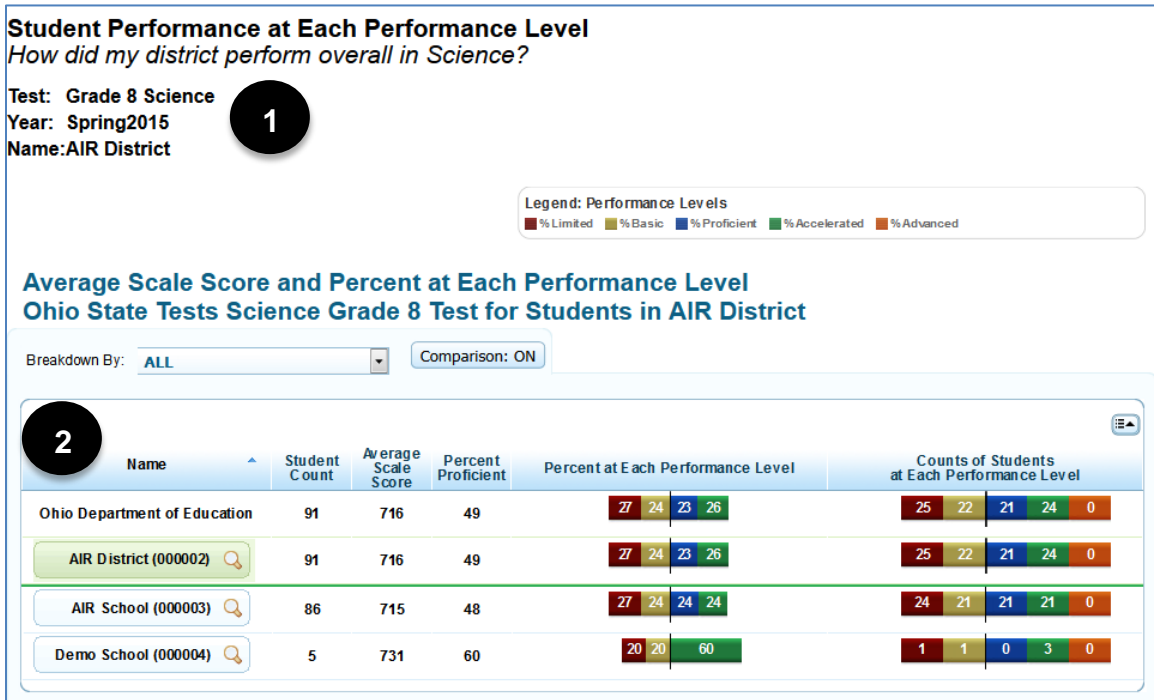 Student Performance at Each Performance Level
How did my district perform overall in Science?
Test: Grade 8 Science
Year: Spring2015
Name:AIR District
1
Legend: Performance Levels
%Limited %Basic %Proficient %Accelerated %Advanced
Average Scale Score and Percent at Each Performance Level
Ohio State Tests Science Grade 8 Test for Students in AIR District
Breakdown By: ALL Comparison: ON
2
Name Student Count Average Scale Score Percent Proficient Percent at Each Performance Level Counts of Students at Each Performance Level
Ohio Department of Education 91 716 49 27 24 23 26 25 22 21 24 0
AIR District (000002) 91 716 49 27 24 23 26 25 22 21 24 0
AIR School (000003) 86 715 48 27 24 24 24 24 21 21 21 0
Demo School (000004) 5 731 60 20 20 60 1 1 0 3 0